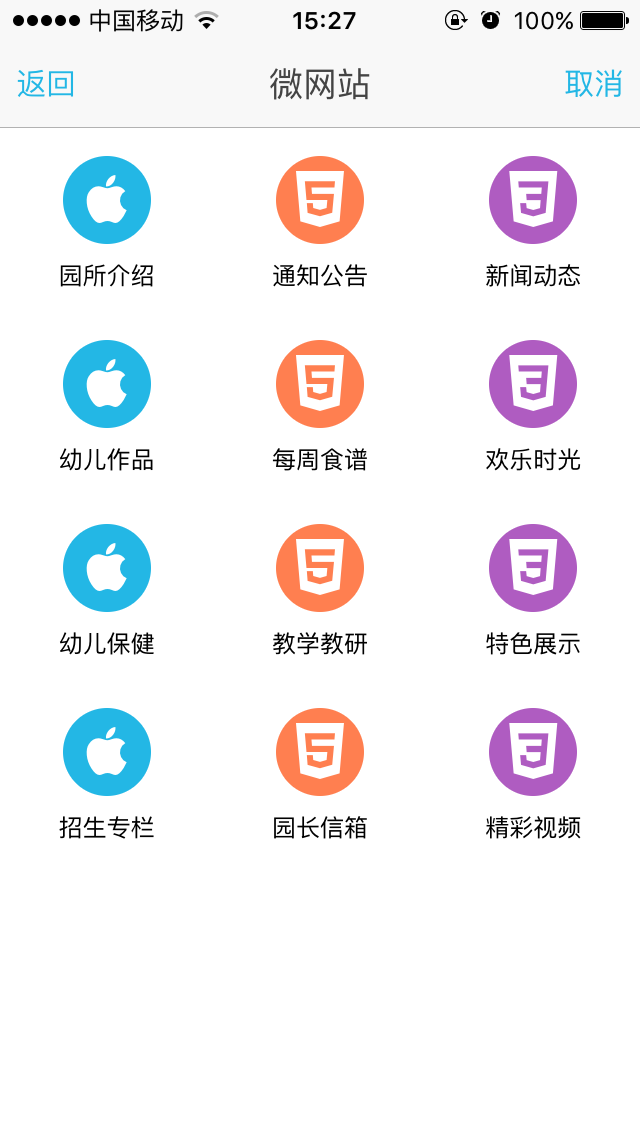 中国移动 15:27 100%
返回 微网站 取消
园所介绍 通知公告 新闻动态
幼儿作品 每周食谱 欢乐时光
幼儿保健 教学教研 特色展示
招生专栏 园长信箱 精彩视频